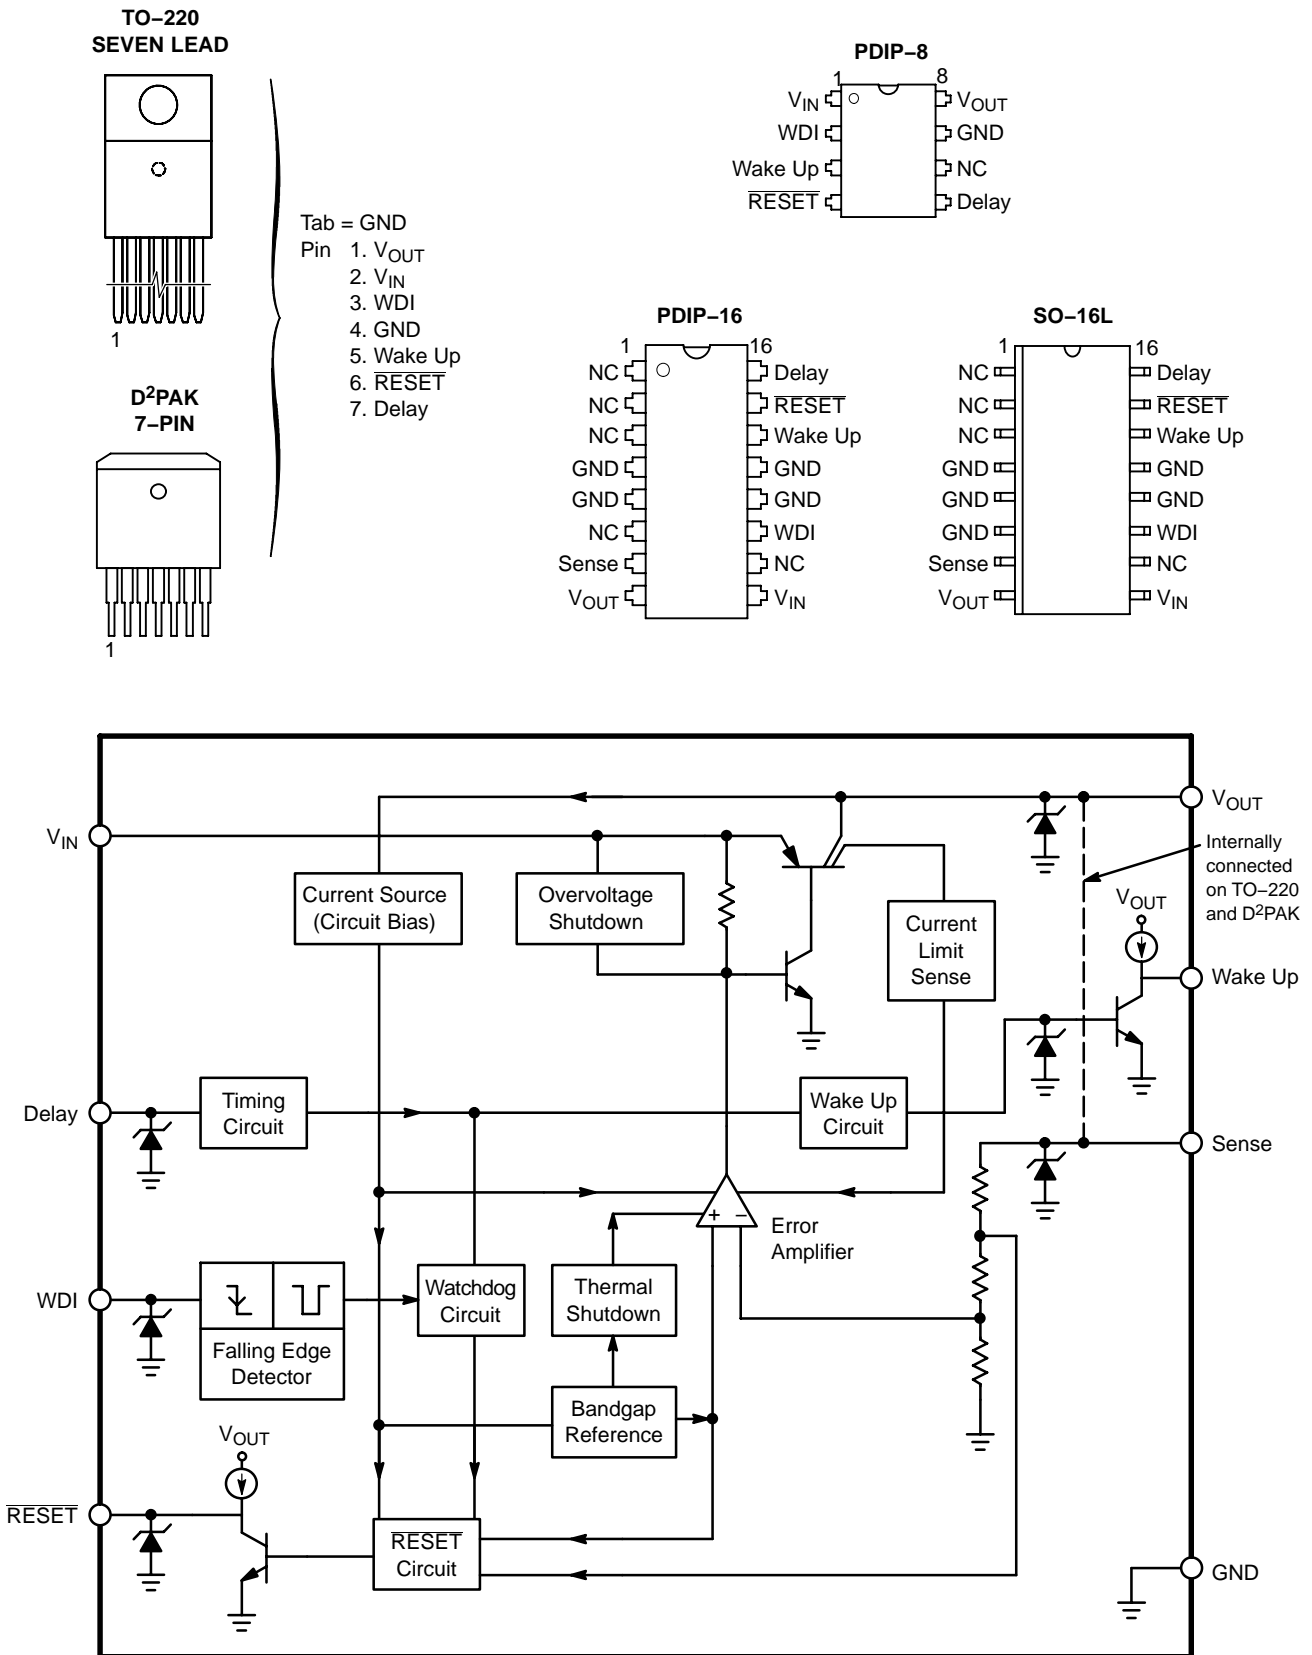 TO–220
SEVEN LEAD
1
D²PAK
7–PIN
1
Tab = GND
Pin 1. VOUT
2. VIN
3. WDI
4. GND
5. Wake Up
6. RESET
7. Delay
PDIP–8
1 8
VIN VOUT
WDI GND
Wake Up NC
RESET Delay
PDIP–16
1 16
NC Delay
NC RESET
NC Wake Up
GND GND
GND GND
NC WDI
Sense NC
VOUT VIN
SO–16L
1 16
NC Delay
NC RESET
NC Wake Up
GND GND
GND GND
GND WDI
Sense NC
VOUT VIN
VOUT
VIN
Internally
connected
on TO–220
and D²PAK
Current Source
(Circuit Bias)
Overvoltage
Shutdown
Current
Limit
Sense
VOUT
Wake Up
Delay
Timing
Circuit
Wake Up
Circuit
Sense
+ –
Error
Amplifier
WDI
Falling Edge
Detector
Watchdog
Circuit
Thermal
Shutdown
Bandgap
Reference
VOUT
RESET
RESET
Circuit
GND